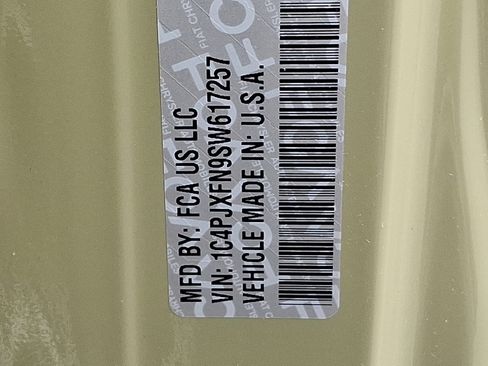 MFD BY: FCA US LLC
VIN: 1C4PJXFN9SW617257
VEHICLE MADE IN: U.S.A.